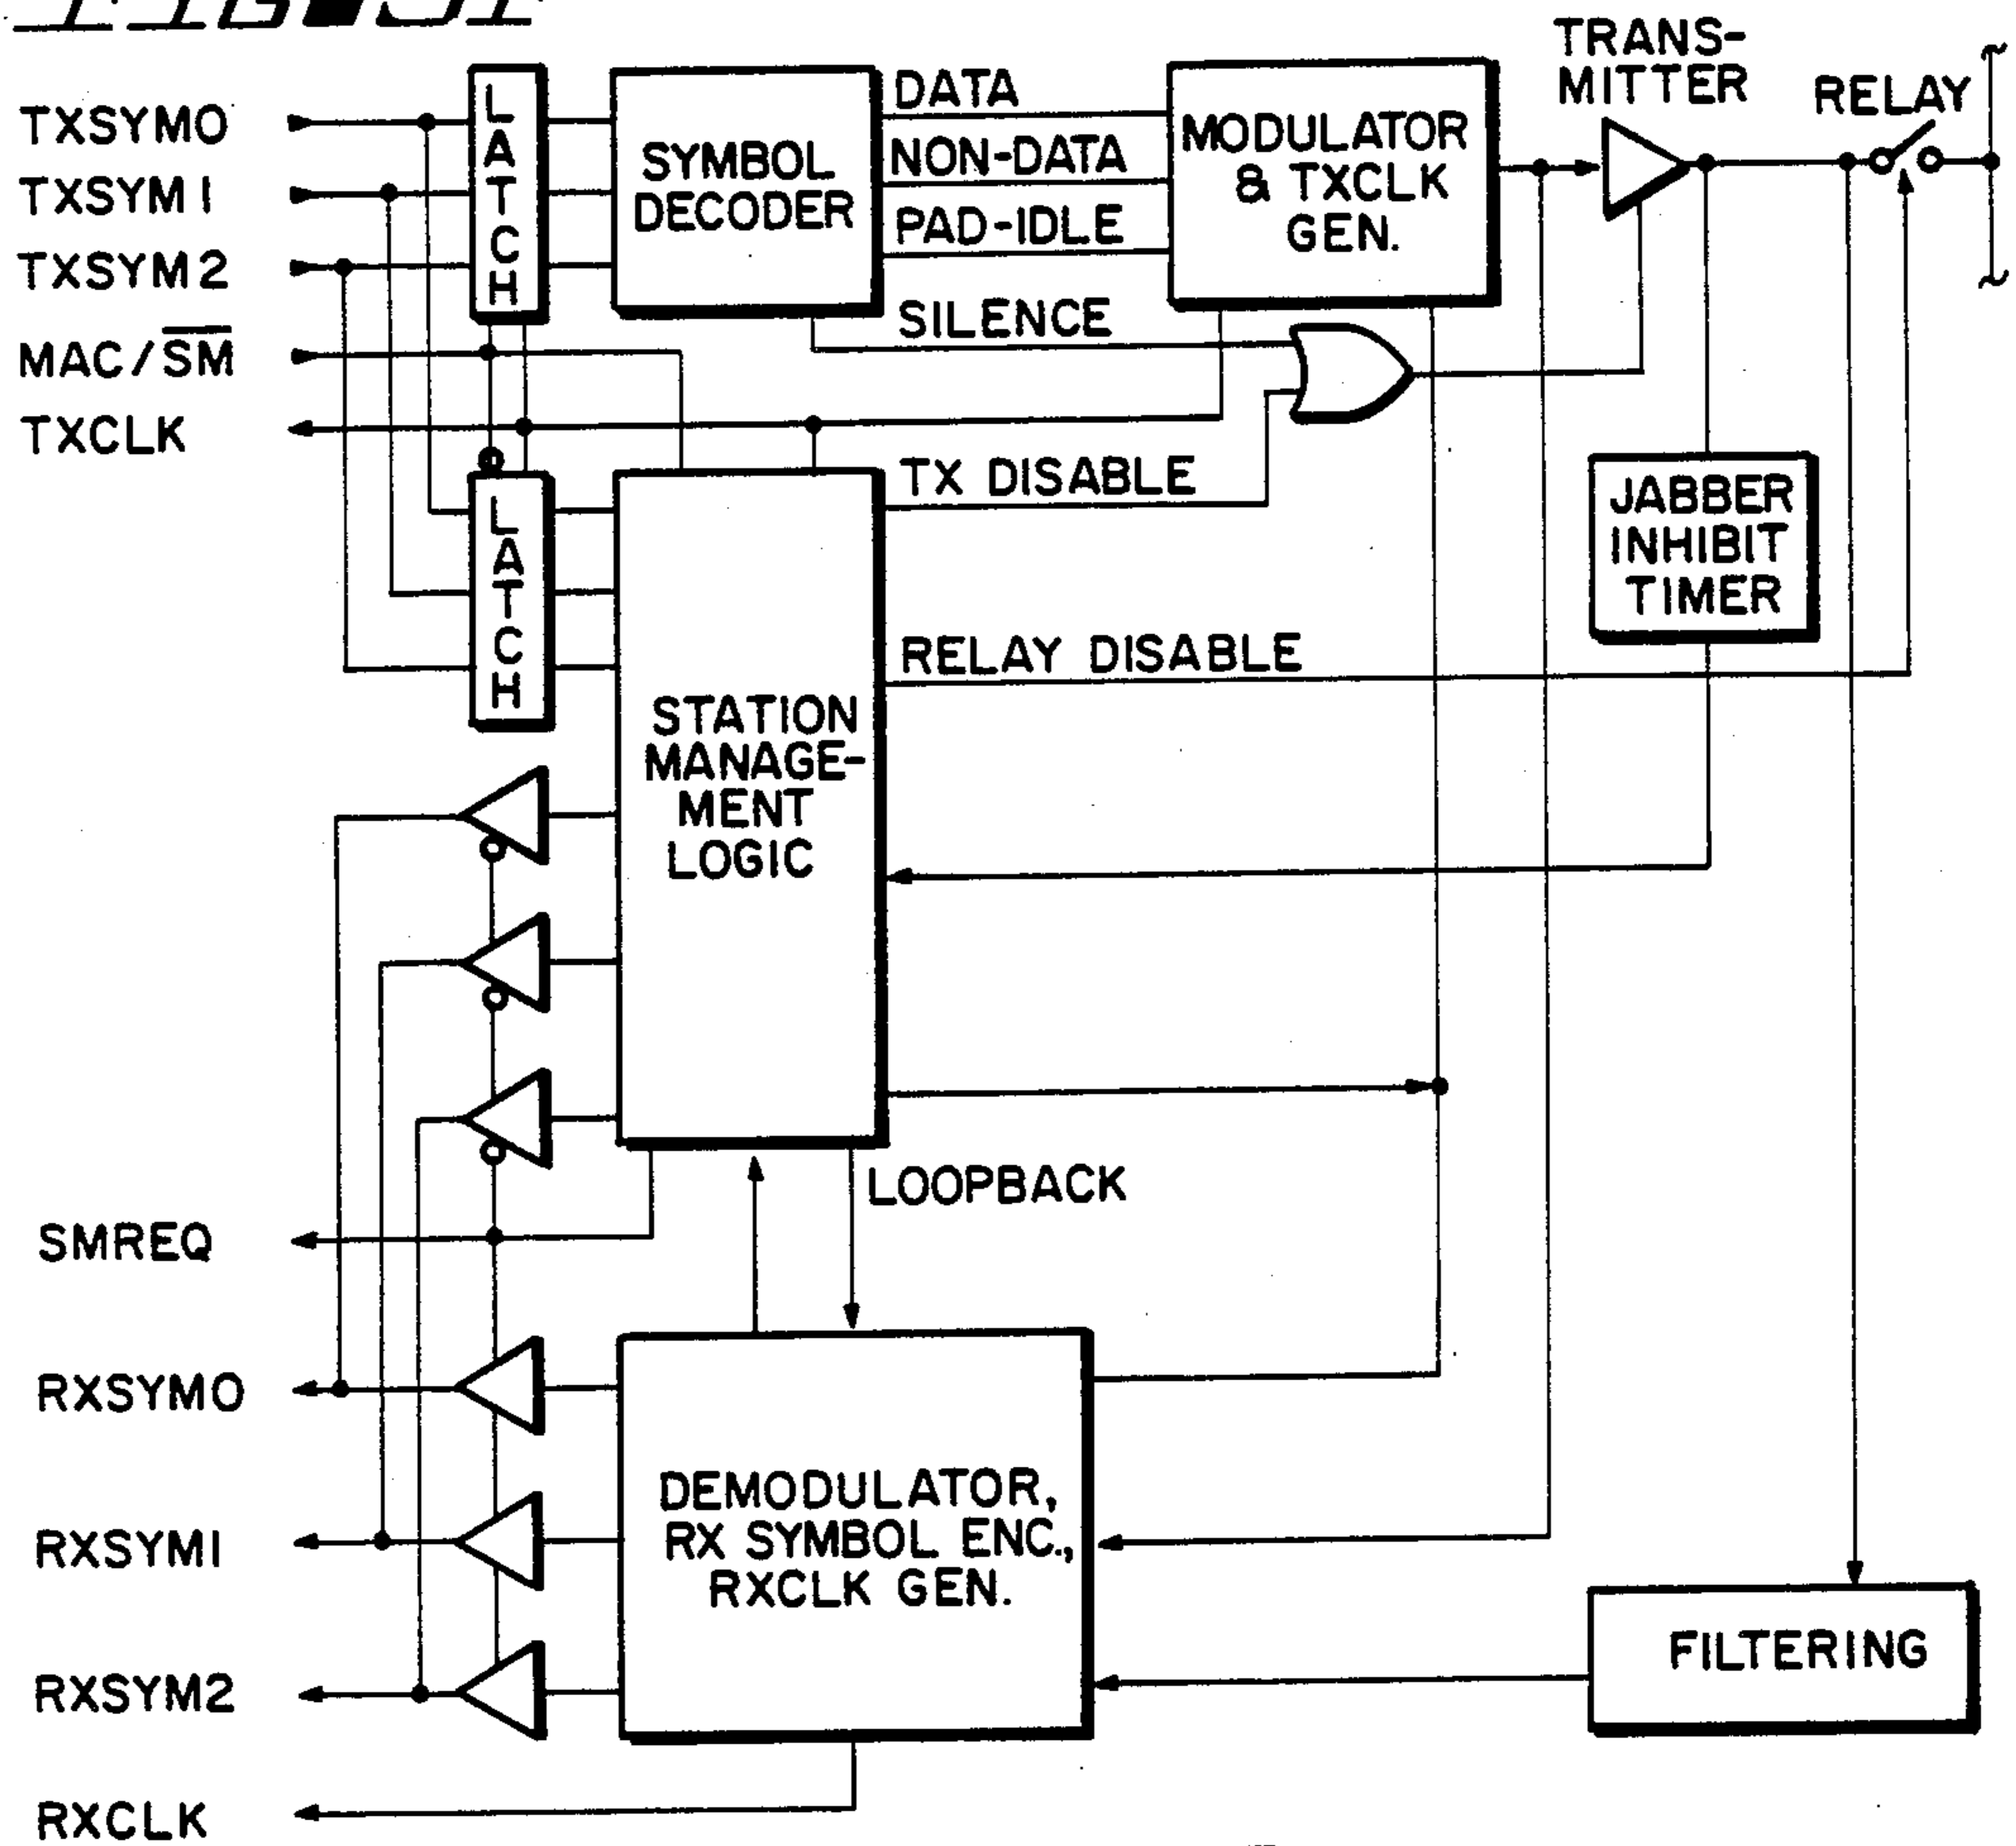 TRANS-
MITTER
RELAY
TXSYM0
TXSYM1
TXSYM2
MAC/S̅M̅
TXCLK
LATCH
SYMBOL
DECODER
DATA
NON-DATA
PAD-IDLE
SILENCE
MODULATOR
& TXCLK
GEN.
LATCH
TX DISABLE
RELAY DISABLE
JABBER
INHIBIT
TIMER
STATION
MANAGE-
MENT
LOGIC
LOOPBACK
SMREQ
RXSYM0
RXSYM1
RXSYM2
RXCLK
DEMODULATOR,
RX SYMBOL ENC.,
RXCLK GEN.
FILTERING